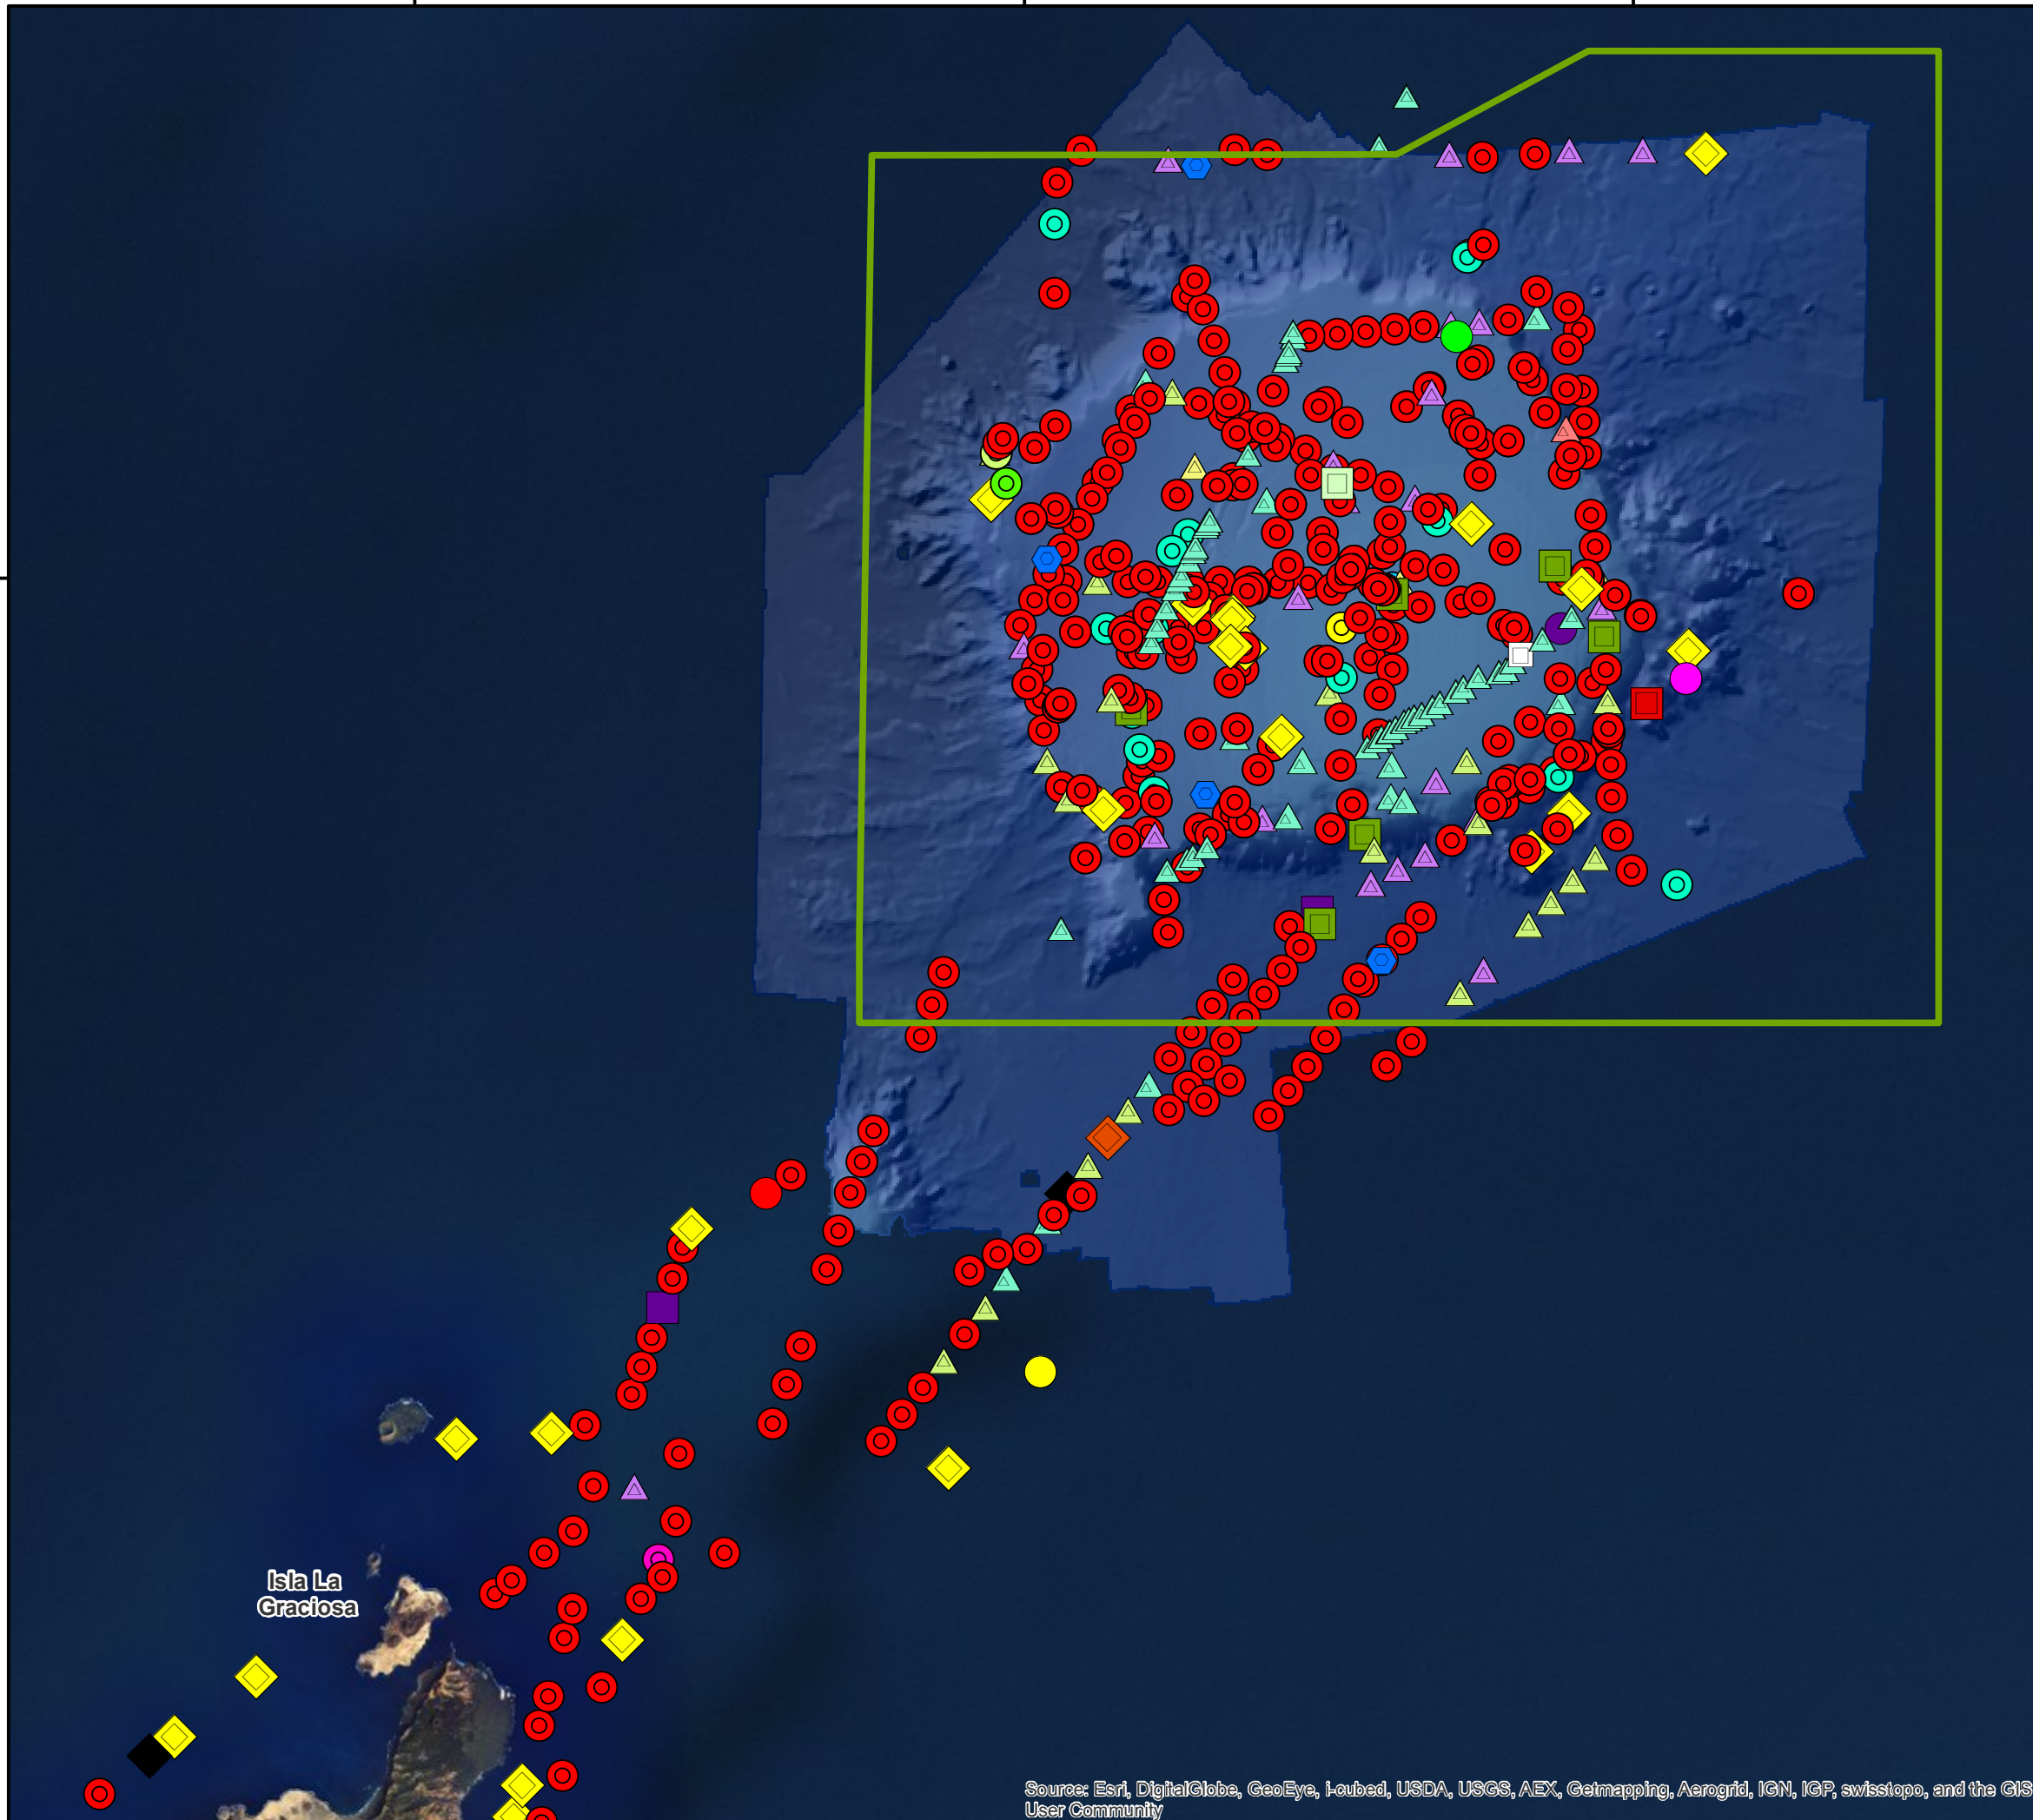 Isla La
Graciosa
Source: Esri, DigitalGlobe, GeoEye, i-cubed, USDA, USGS, AEX, Getmapping, Aerogrid, IGN, IGP, swisstopo, and the GIS
User Community